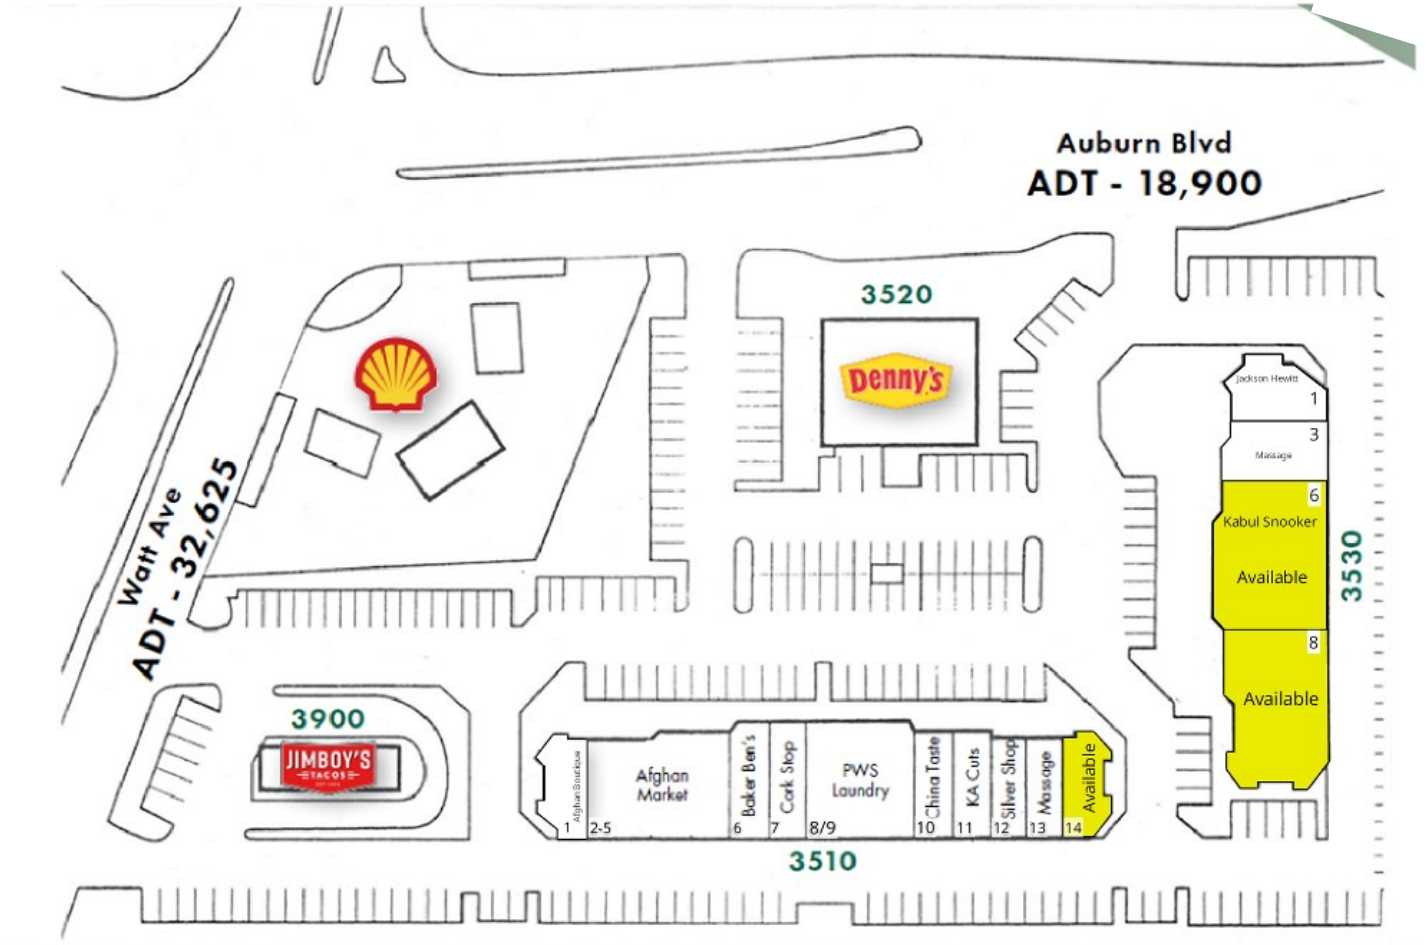 Auburn Blvd
ADT - 18,900
3520
Denny's
Jackson Hewitt
1
3
Massage
6
Kabul Snooker
Available
3530
8
Available
Watt Ave
ADT - 32,625
3900
JIMBOY'S
TACOS
Afghan Boutique
1
Afghan
Market
2-5
Baker Ben's
6
Cork Stop
7
PWS
Laundry
8/9
China Taste
10
KA Cuts
11
Silver Shop
12
Massage
13
Available
14
3510